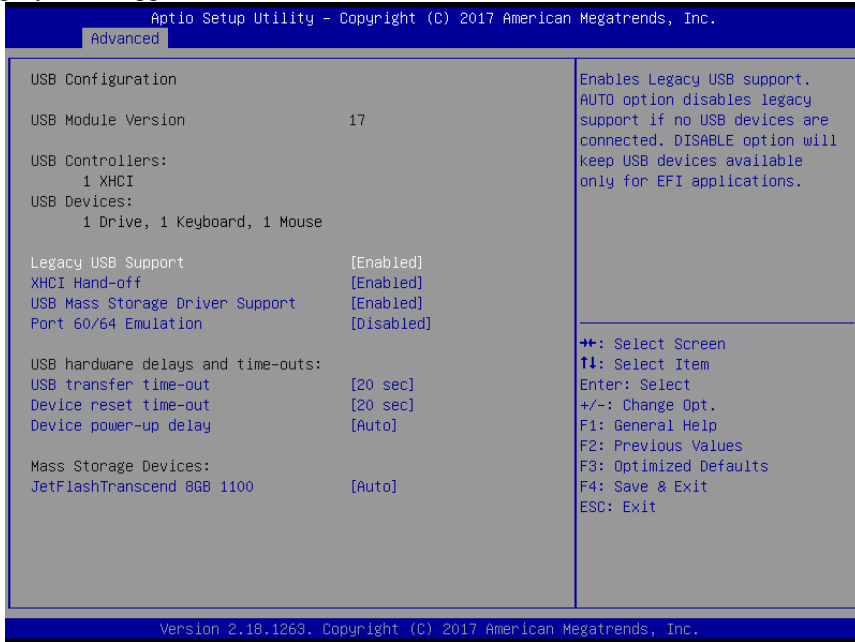 Aptio Setup Utility – Copyright (C) 2017 American Megatrends, Inc.
Advanced
USB Configuration
USB Module Version 17
USB Controllers:
1 XHCI
USB Devices:
1 Drive, 1 Keyboard, 1 Mouse
Legacy USB Support [Enabled]
XHCI Hand-off [Enabled]
USB Mass Storage Driver Support [Enabled]
Port 60/64 Emulation [Disabled]
USB hardware delays and time-outs:
USB transfer time-out [20 sec]
Device reset time-out [20 sec]
Device power-up delay [Auto]
Mass Storage Devices:
JetFlashTranscend 8GB 1100 [Auto]
Enables Legacy USB support.
AUTO option disables legacy
support if no USB devices are
connected. DISABLE option will
keep USB devices available
only for EFI applications.
→←: Select Screen
↑↓: Select Item
Enter: Select
+/-: Change Opt.
F1: General Help
F2: Previous Values
F3: Optimized Defaults
F4: Save & Exit
ESC: Exit
Version 2.18.1263. Copyright (C) 2017 American Megatrends, Inc.